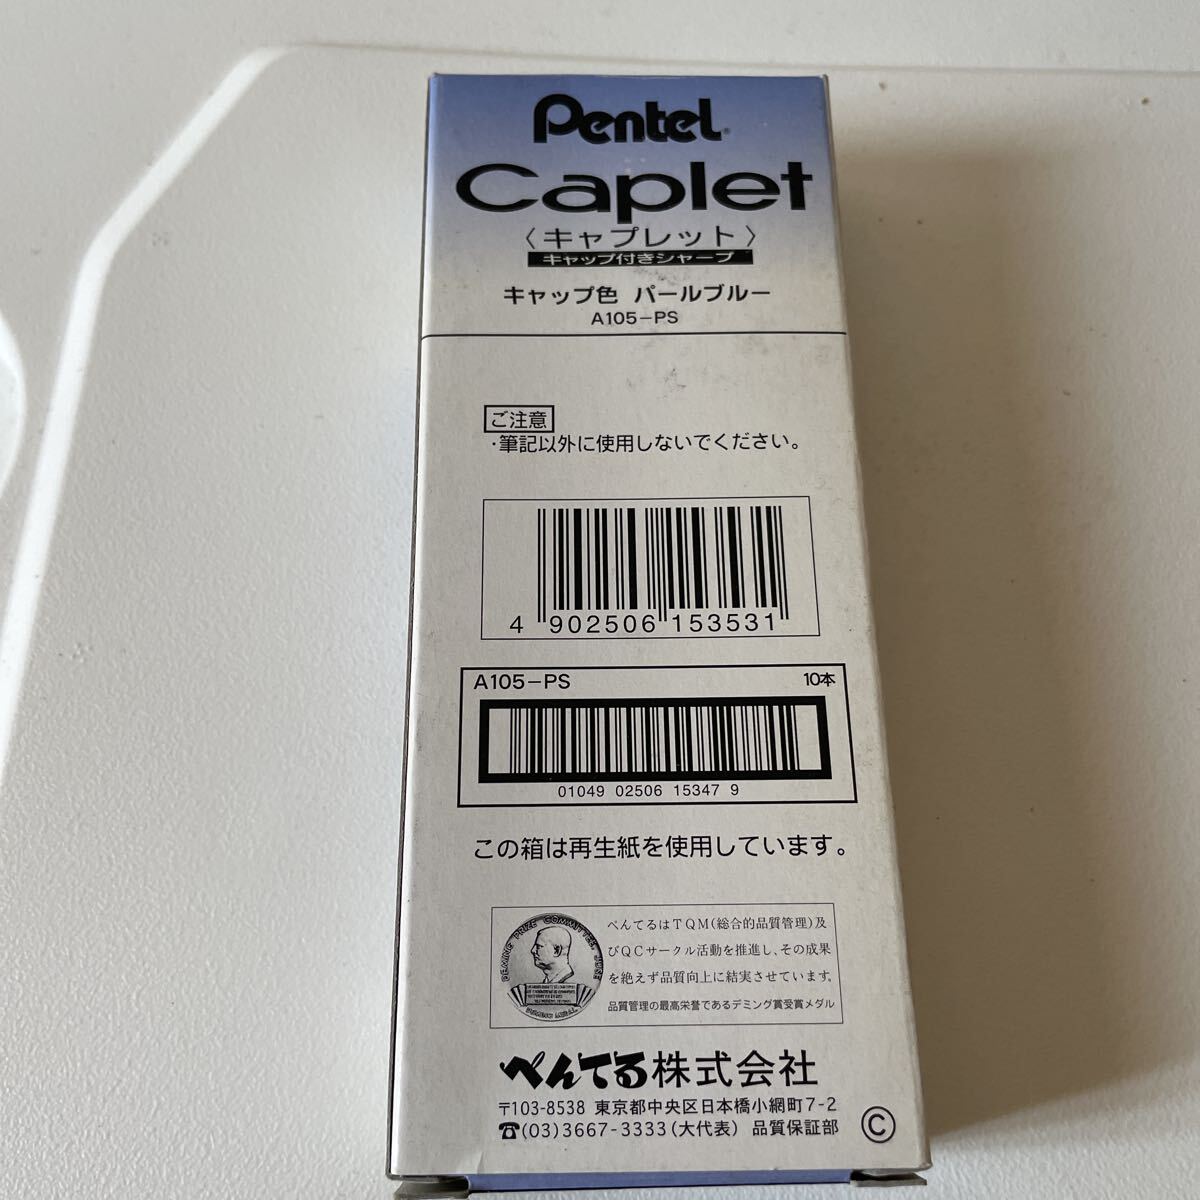 Pentel®
Caplet
〈キャプレット〉
キャップ付きシャープ
キャップ色 パールブルー
A105-PS
ご注意
・筆記以外に使用しないでください。
4 902506 153531
A105-PS 10本
01049 02506 15347 9
この箱は再生紙を使用しています。
DEMING PRIZE COMMITTEE, JUSE
ぺんてるはTQM(総合的品質管理)及
びQCサークル活動を推進し、その成果
を絶えず品質向上に結実させています。
品質管理の最高栄誉であるデミング賞受賞メダル
ぺんてる株式会社
〒103-8538 東京都中央区日本橋小網町7-2
☎(03)3667-3333(大代表) 品質保証部
©